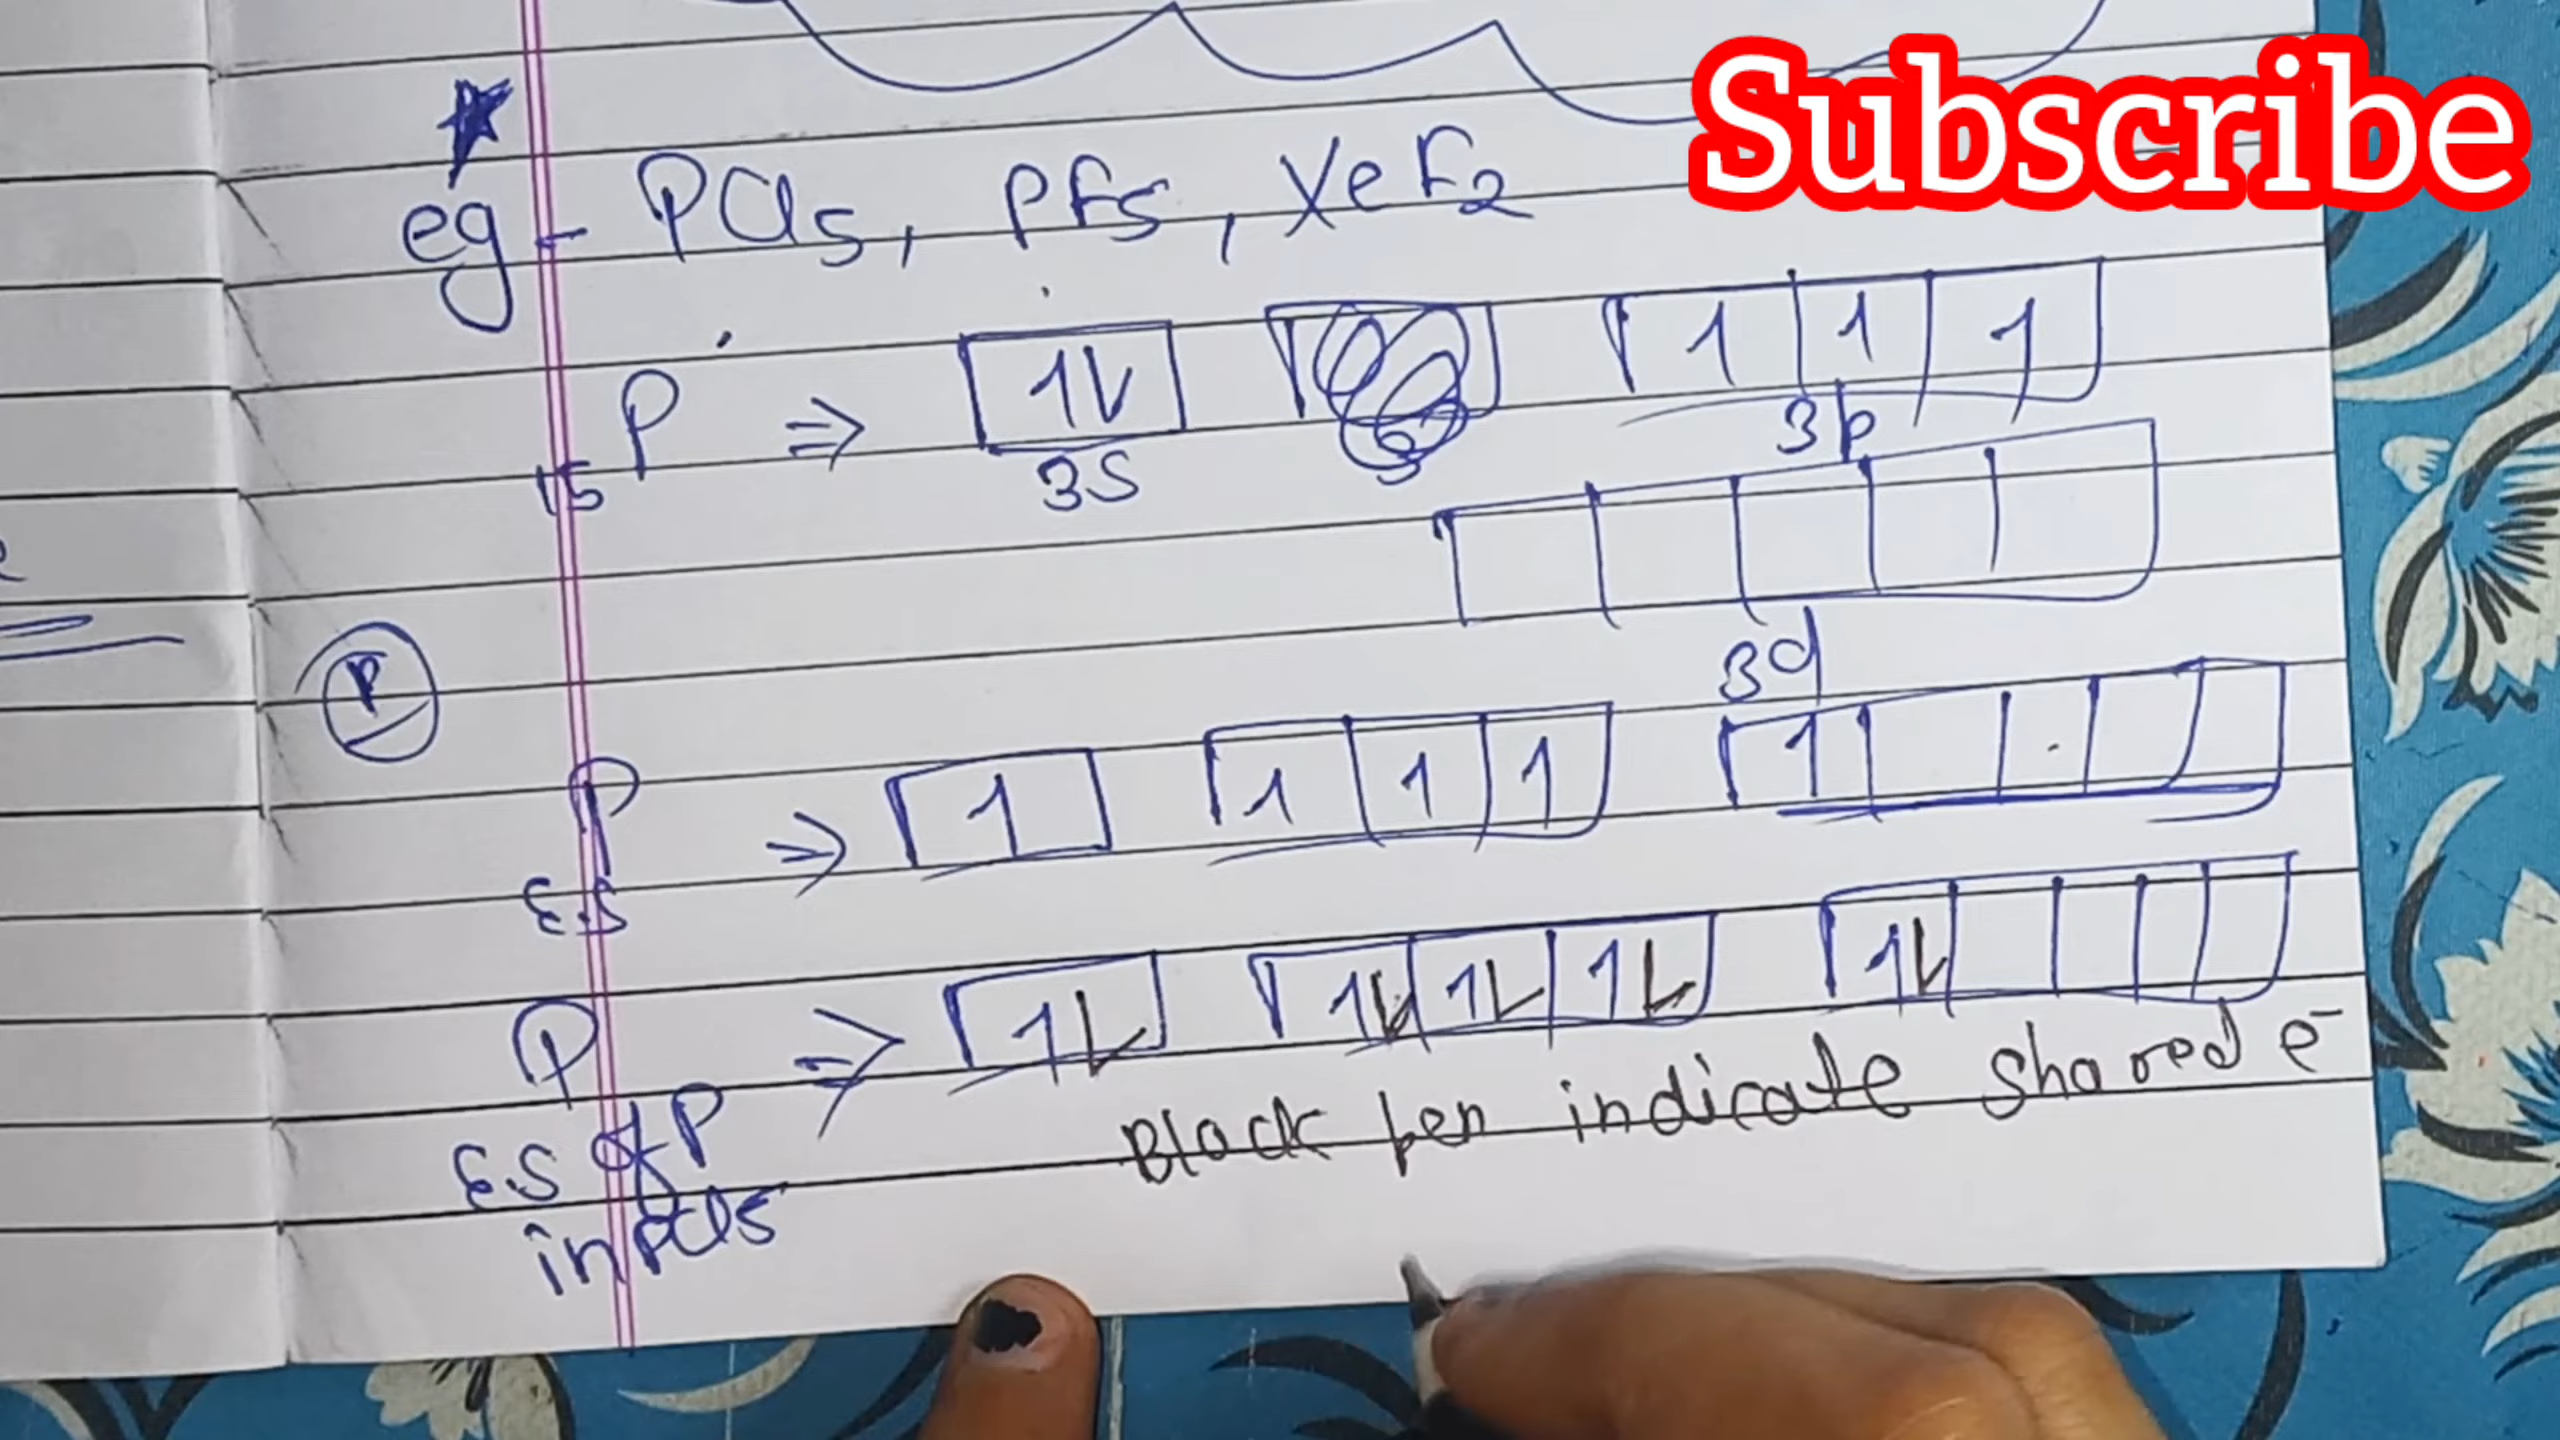 Subscribe
eg - PCl5, PF5, XeF2
15P ⇒ 1L 1 1 1
3S 3p
3d
P
P ⇒ 1 1 1 1 1
E.S
P ⇒ 1L 1L 1L 1L 1L
E.S of P
in PCl5
Black pen indicate shared e-